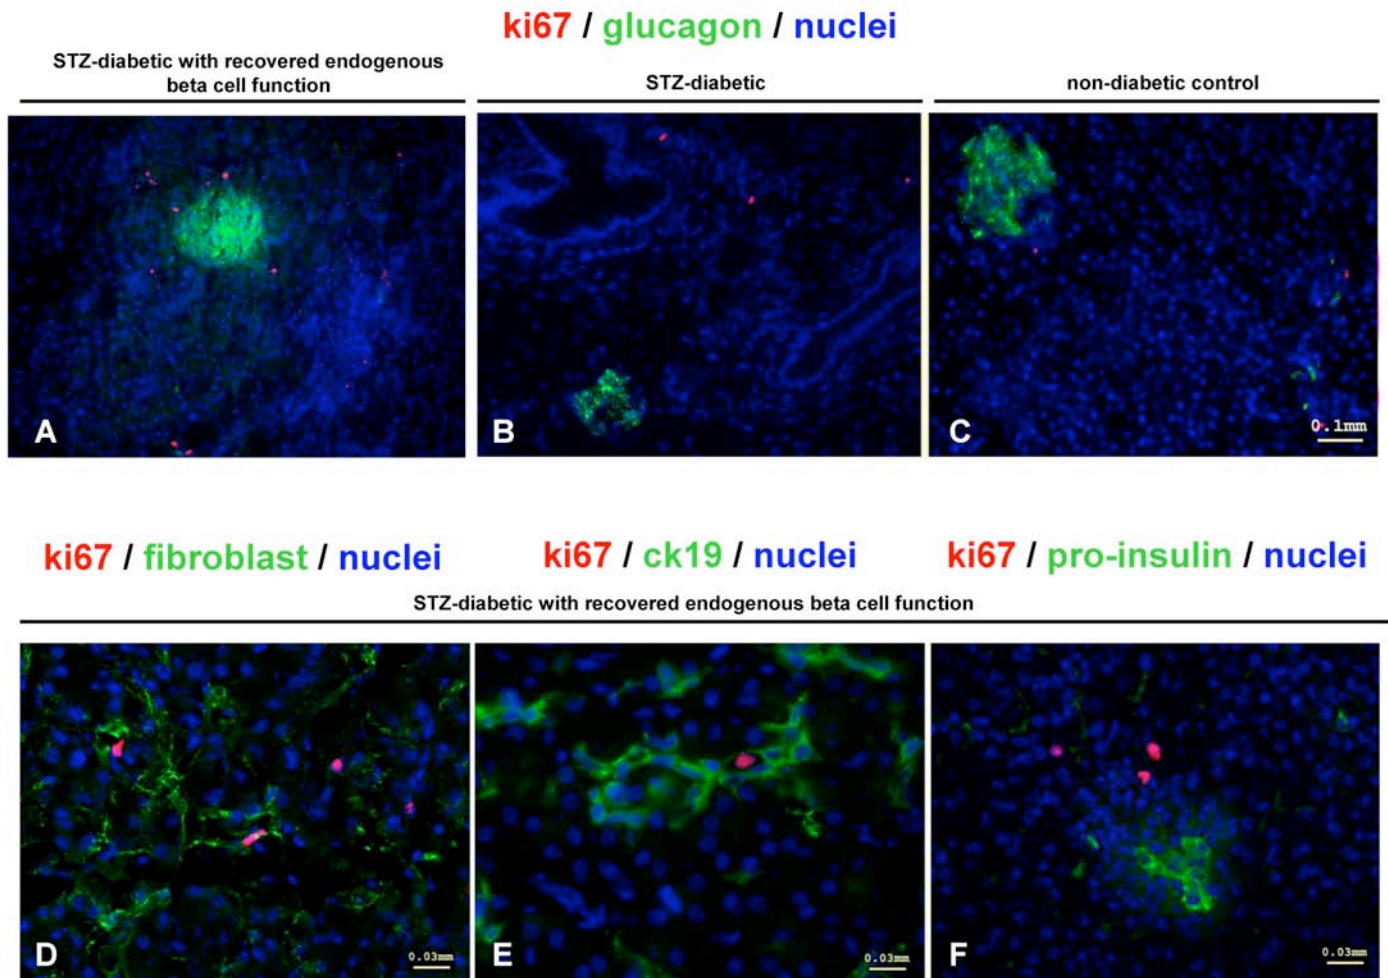 ki67 / glucagon / nuclei
STZ-diabetic with recovered endogenous
beta cell function
STZ-diabetic
non-diabetic control
A
B
C
0.1mm
ki67 / fibroblast / nuclei
ki67 / ck19 / nuclei
ki67 / pro-insulin / nuclei
STZ-diabetic with recovered endogenous beta cell function
D
0.03mm
E
0.03mm
F
0.03mm